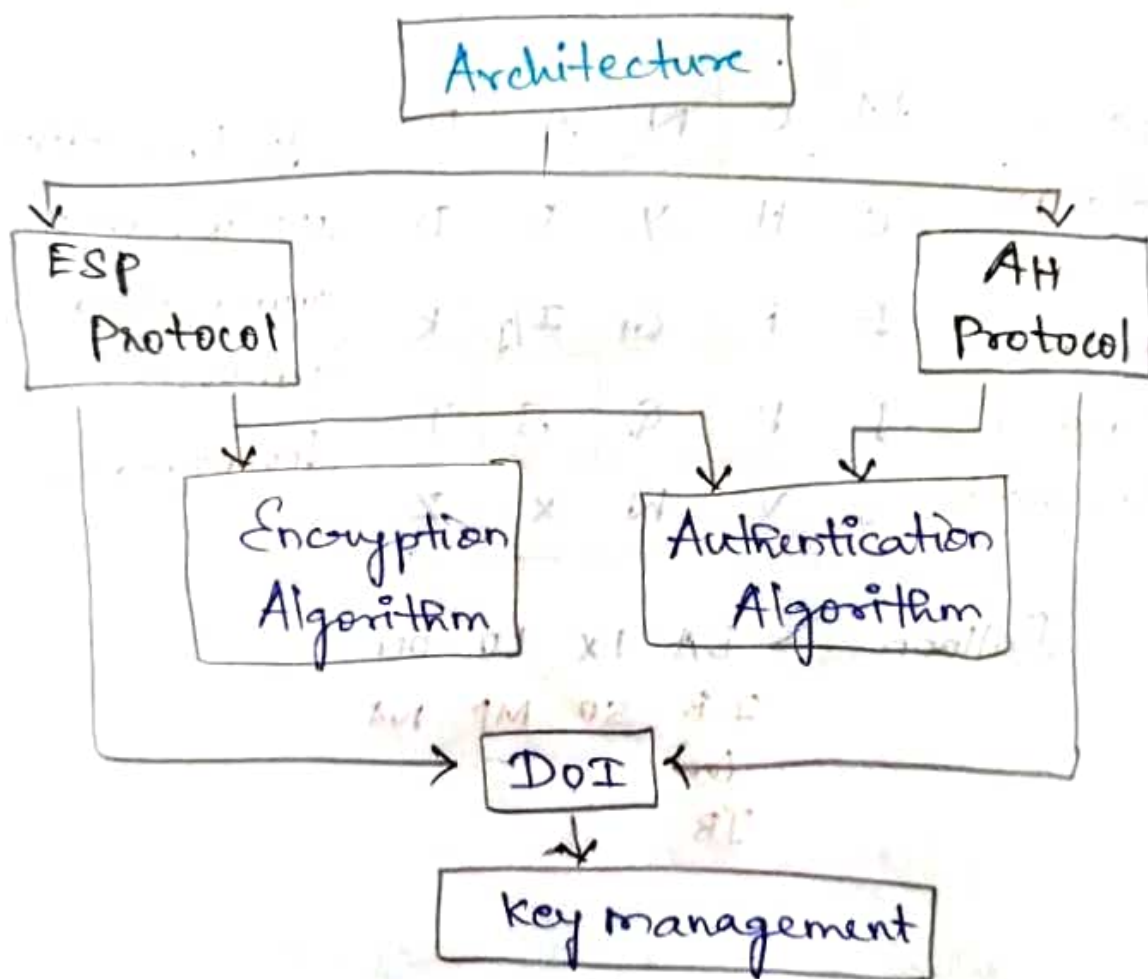 Architecture.
ESP
Protocol
AH
Protocol
Encryption
Algorithm
Authentication
Algorithm
DOI
Key management